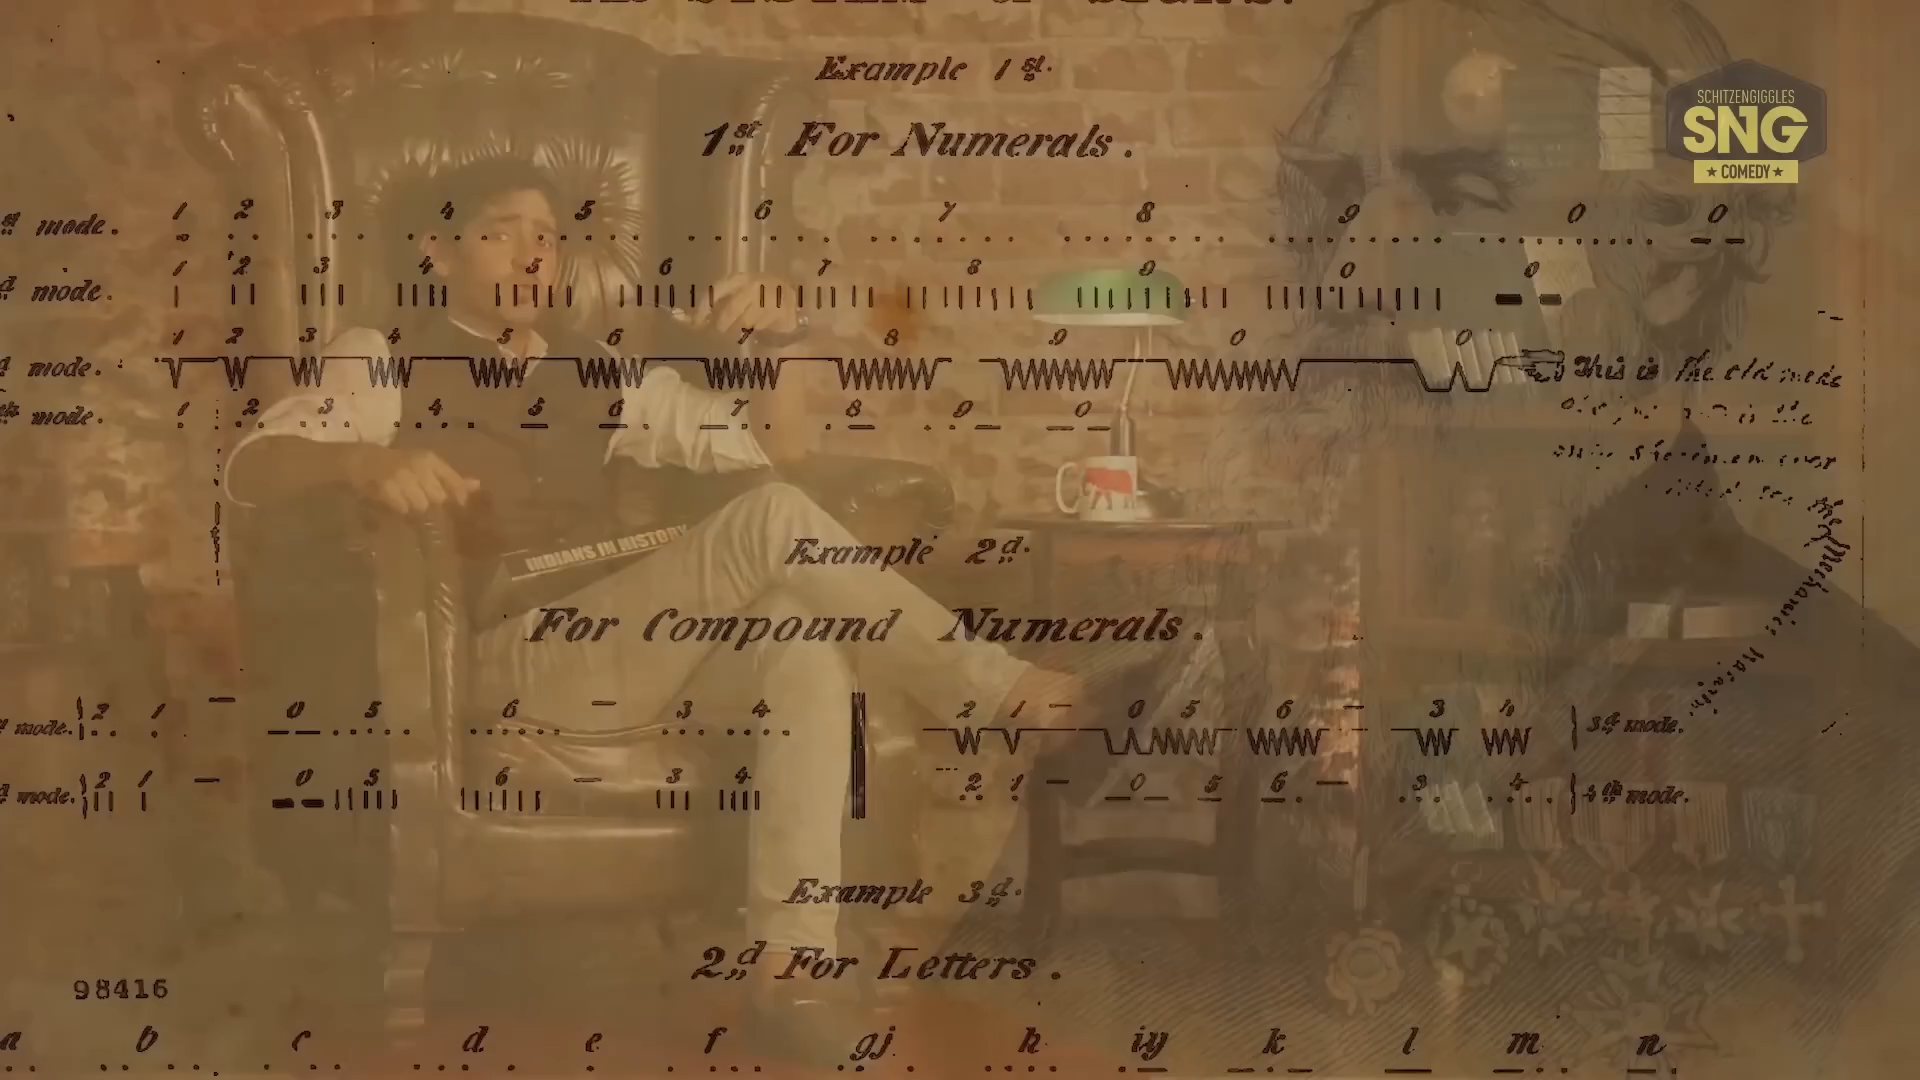 Example 1st.
SCHITZENGIGGLES
SNG
COMEDY
1st For Numerals.
mode. 1 2 3 4 5 6 7 8 9 0 0
mode. 1 2 3 4 5 6 7 8 9 0 0
mode. 1 2 3 4 5 6 7 8 9 0 0
This is the old mode
mode. 1 2 3 4 5 6 7 8 9 0
is the
the Mechanics Magazin
INDIANS IN HISTORY
Example 2d.
For Compound Numerals.
mode. 2 1 — 0 5 6 — 3 4
2 1 — 0 5 6 — 3 4 3d mode.
mode. 2 1 — 0 5 6 — 3 4
2 1 — 0 5 6 — 3 4 4th mode.
Example 3d.
2d For Letters.
98416
a b c d e f gj h iy k l m n